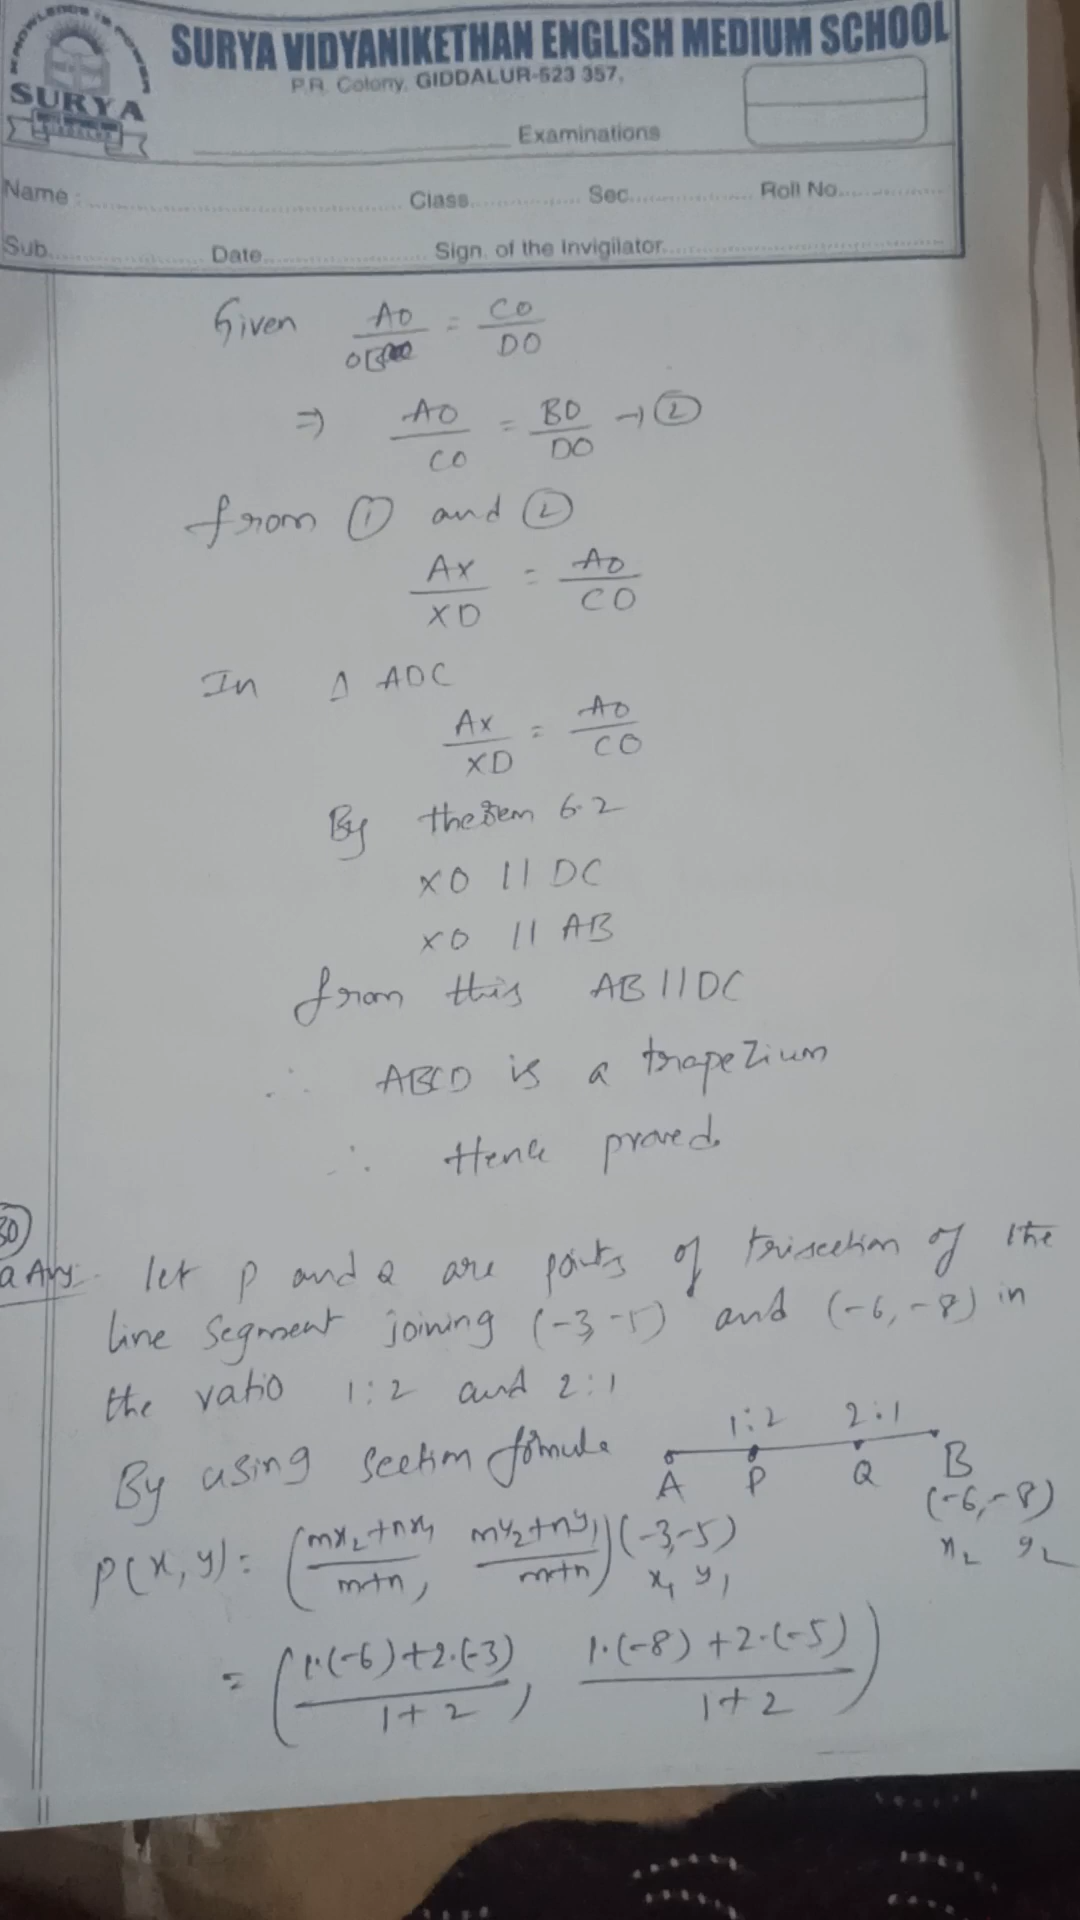 KNOWLEDGE IS POWER
SURYA
SURYA VIDYANIKETHAN ENGLISH MEDIUM SCHOOL
P.R. Colony, GIDDALUR-523 357,
Examinations
Name : Class Sec. Roll No.
Sub. Date Sign. of the Invigilator
Given AO/OB = CO/DO
⇒ AO/CO = BO/DO → ②
from ① and ②
AX/XD = AO/CO
In Δ ADC
AX/XD = AO/CO
By theorem 6.2
XO || DC
XO || AB
from this AB || DC
∴ ABCD is a trapezium
∴ Hence proved
30)
a Ans. let P and Q are points of trisection of the
line segment joining (-3,-5) and (-6,-8) in
the ratio 1:2 and 2:1
1:2 2:1
By using section formula A P Q B
(-6,-8)
P(x,y) = (mx₂+nx₁/m+n, my₂+ny₁/m+n) (-3,-5)
x₁ y₁ x₂ y₂
= (1·(-6)+2·(-3)/1+2, 1·(-8)+2·(-5)/1+2)